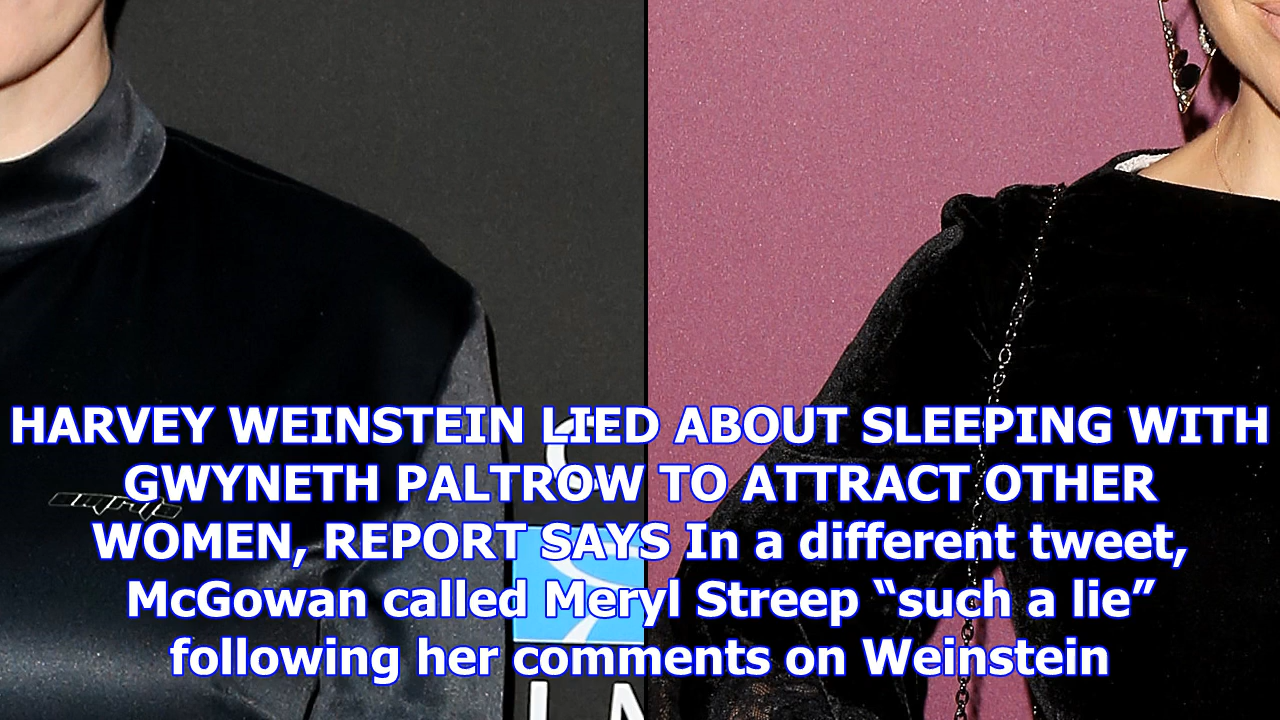 HARVEY WEINSTEIN LIED ABOUT SLEEPING WITH
GWYNETH PALTROW TO ATTRACT OTHER
WOMEN, REPORT SAYS In a different tweet,
McGowan called Meryl Streep “such a lie”
following her comments on Weinstein